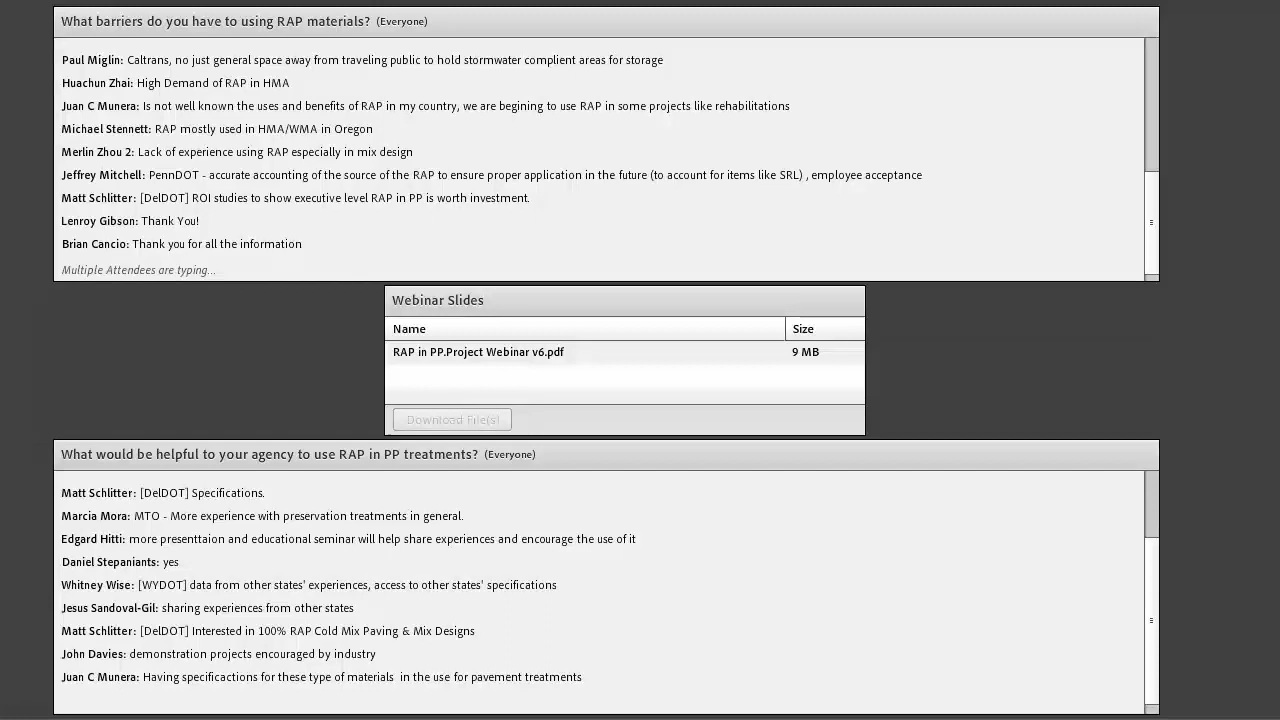 What barriers do you have to using RAP materials? (Everyone)
Paul Miglin: Caltrans, no just general space away from traveling public to hold stormwater complient areas for storage
Huachun Zhai: High Demand of RAP in HMA
Juan C Munera: Is not well known the uses and benefits of RAP in my country, we are begining to use RAP in some projects like rehabilitations
Michael Stennett: RAP mostly used in HMA/WMA in Oregon
Merlin Zhou 2: Lack of experience using RAP especially in mix design
Jeffrey Mitchell: PennDOT - accurate accounting of the source of the RAP to ensure proper application in the future (to account for items like SRL) , employee acceptance
Matt Schlitter: [DelDOT] ROI studies to show executive level RAP in PP is worth investment.
Lenroy Gibson: Thank You!
Brian Cancio: Thank you for all the information
Multiple Attendees are typing...
Webinar Slides
Name Size
RAP in PP.Project Webinar v6.pdf 9 MB
Download File(s)
What would be helpful to your agency to use RAP in PP treatments? (Everyone)
Matt Schlitter: [DelDOT] Specifications.
Marcia Mora: MTO - More experience with preservation treatments in general.
Edgard Hitti: more presenttaion and educational seminar will help share experiences and encourage the use of it
Daniel Stepaniants: yes
Whitney Wise: [WYDOT] data from other states' experiences, access to other states' specifications
Jesus Sandoval-Gil: sharing experiences from other states
Matt Schlitter: [DelDOT] Interested in 100% RAP Cold Mix Paving & Mix Designs
John Davies: demonstration projects encouraged by industry
Juan C Munera: Having specificactions for these type of materials  in the use for pavement treatments